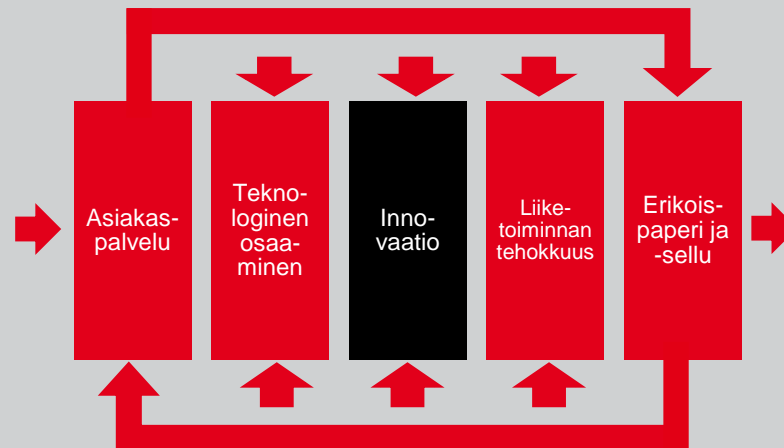 Asiakas-
palvelu
Tekno-
loginen
osaa-
minen
Inno-
vaatio
Liike-
toiminnan
tehokkuus
Erikois-
paperi ja
-sellu